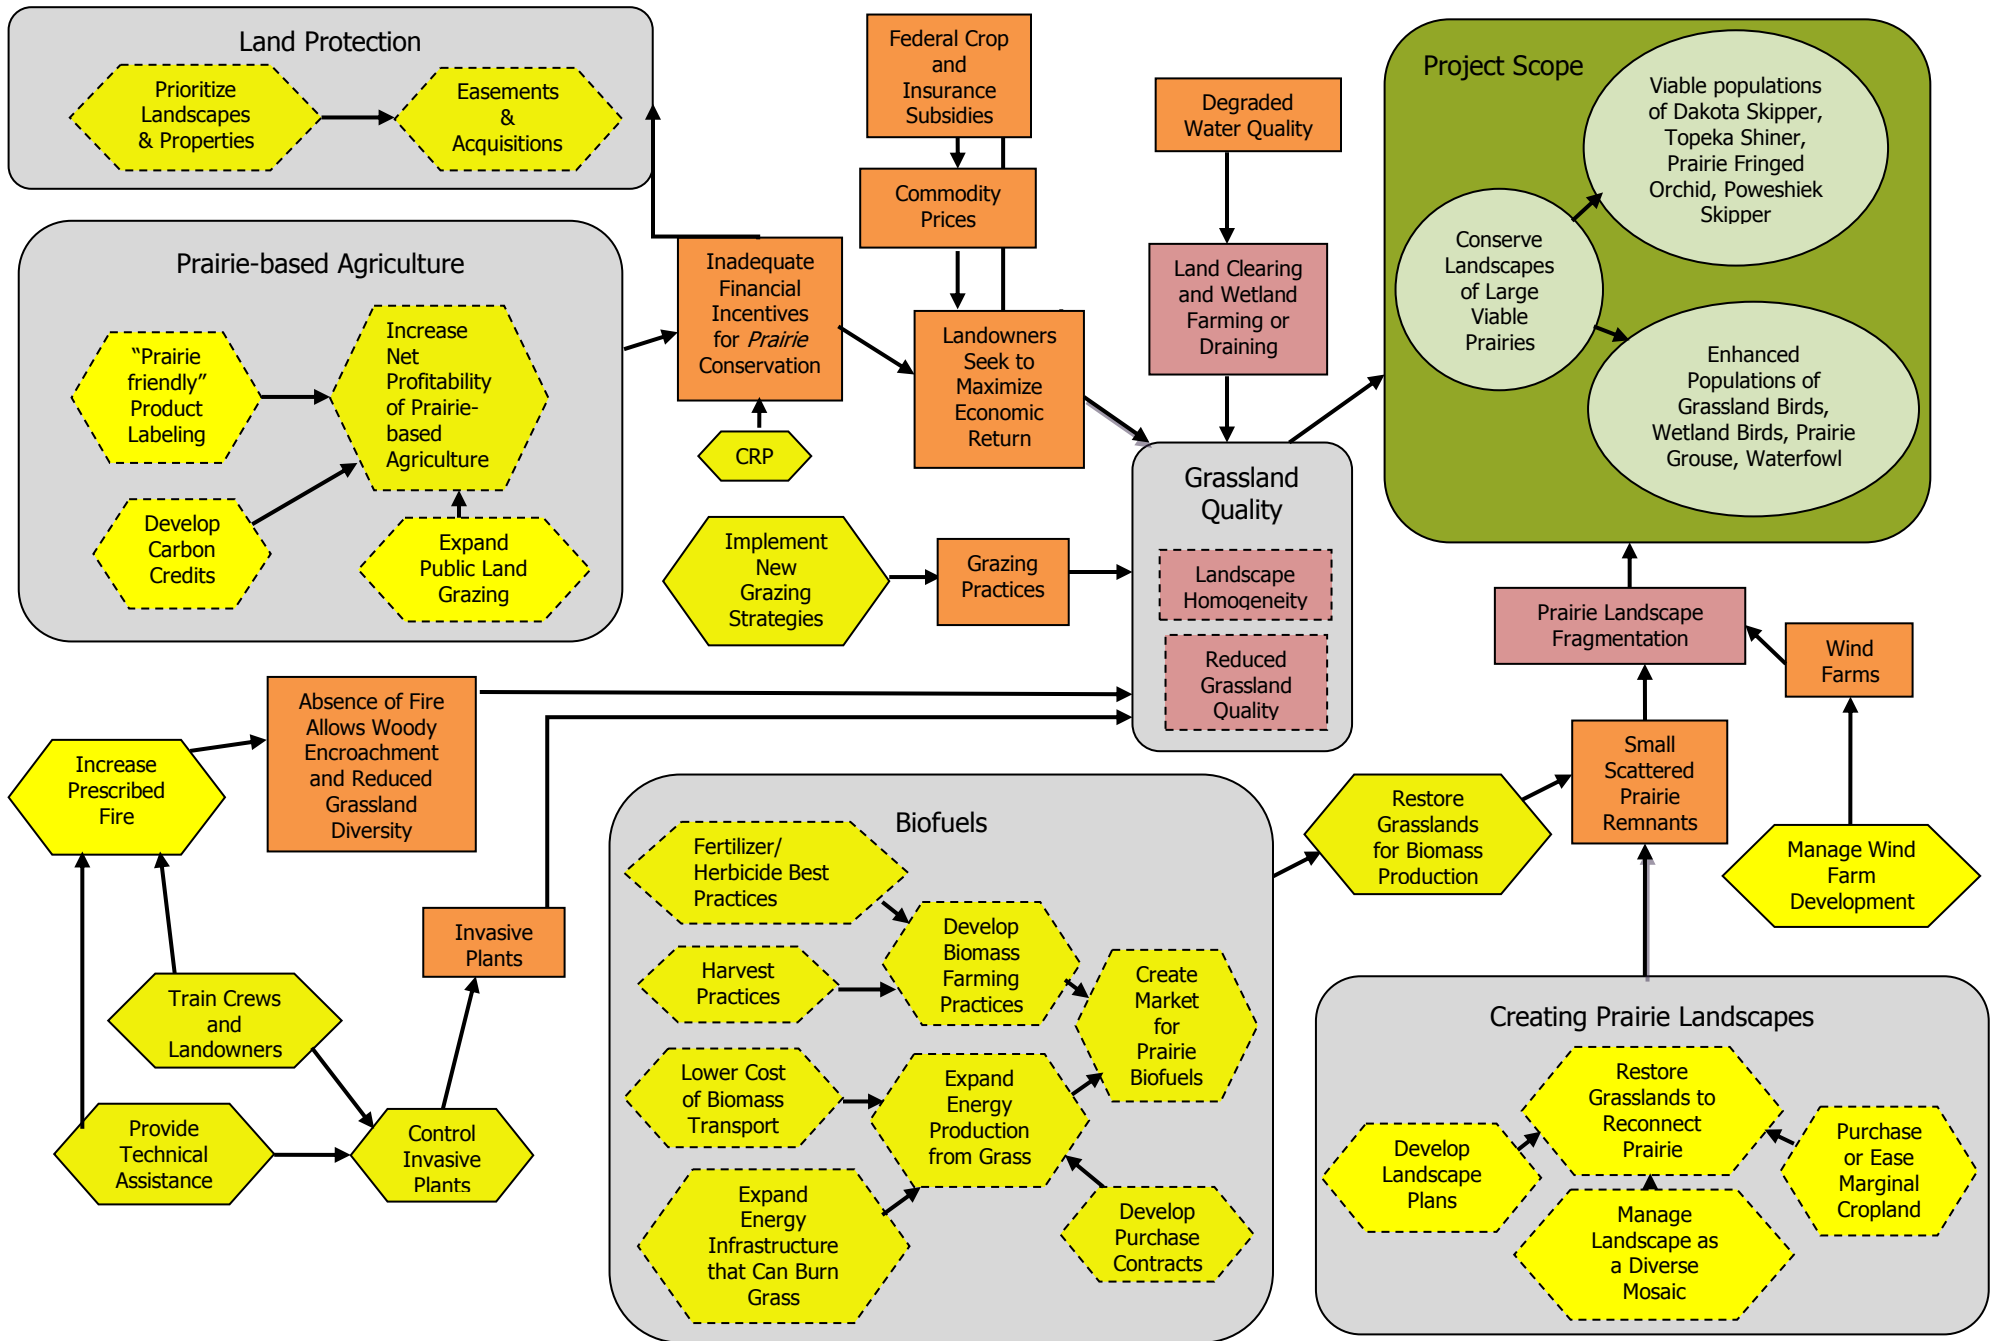 Land Protection
Prioritize
Landscapes
& Properties
Easements
&
Acquisitions
Federal Crop
and
Insurance
Subsidies
Commodity
Prices
Degraded
Water Quality
Land Clearing
and Wetland
Farming or
Draining
Project Scope
Viable populations
of Dakota Skipper,
Topeka Shiner,
Prairie Fringed
Orchid, Poweshiek
Skipper
Conserve
Landscapes
of Large
Viable
Prairies
Enhanced
Populations of
Grassland Birds,
Wetland Birds, Prairie
Grouse, Waterfowl
Prairie-based Agriculture
"Prairie
friendly"
Product
Labeling
Increase
Net
Profitability
of Prairie-
based
Agriculture
Develop
Carbon
Credits
Expand
Public Land
Grazing
Inadequate
Financial
Incentives
for Prairie
Conservation
CRP
Landowners
Seek to
Maximize
Economic
Return
Implement
New
Grazing
Strategies
Grazing
Practices
Grassland
Quality
Landscape
Homogeneity
Reduced
Grassland
Quality
Prairie Landscape
Fragmentation
Wind
Farms
Small
Scattered
Prairie
Remnants
Manage Wind
Farm
Development
Restore
Grasslands
for Biomass
Production
Increase
Prescribed
Fire
Absence of Fire
Allows Woody
Encroachment
and Reduced
Grassland
Diversity
Invasive
Plants
Train Crews
and
Landowners
Provide
Technical
Assistance
Control
Invasive
Plants
Biofuels
Fertilizer/
Herbicide Best
Practices
Harvest
Practices
Develop
Biomass
Farming
Practices
Create
Market
for
Prairie
Biofuels
Lower Cost
of Biomass
Transport
Expand
Energy
Production
from Grass
Expand
Energy
Infrastructure
that Can Burn
Grass
Develop
Purchase
Contracts
Creating Prairie Landscapes
Restore
Grasslands to
Reconnect
Prairie
Develop
Landscape
Plans
Purchase
or Ease
Marginal
Cropland
Manage
Landscape as
a Diverse
Mosaic